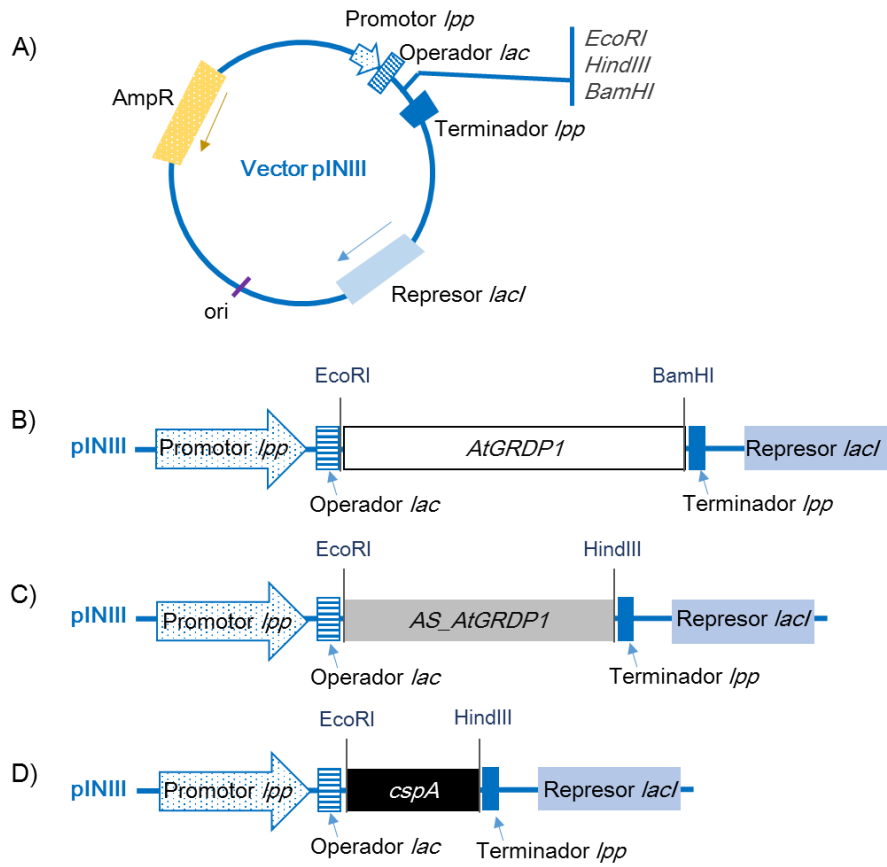 A)
Promotor lpp
Operador lac
EcoRI
HindIII
BamHI
AmpR
Terminador lpp
Vector pINIII
Represor lacI
ori
B)
EcoRI
BamHI
pINIII
Promotor lpp
AtGRDP1
Represor lacI
Operador lac
Terminador lpp
C)
EcoRI
HindIII
pINIII
Promotor lpp
AS_AtGRDP1
Represor lacI
Operador lac
Terminador lpp
D)
EcoRI
HindIII
pINIII
Promotor lpp
cspA
Represor lacI
Operador lac
Terminador lpp